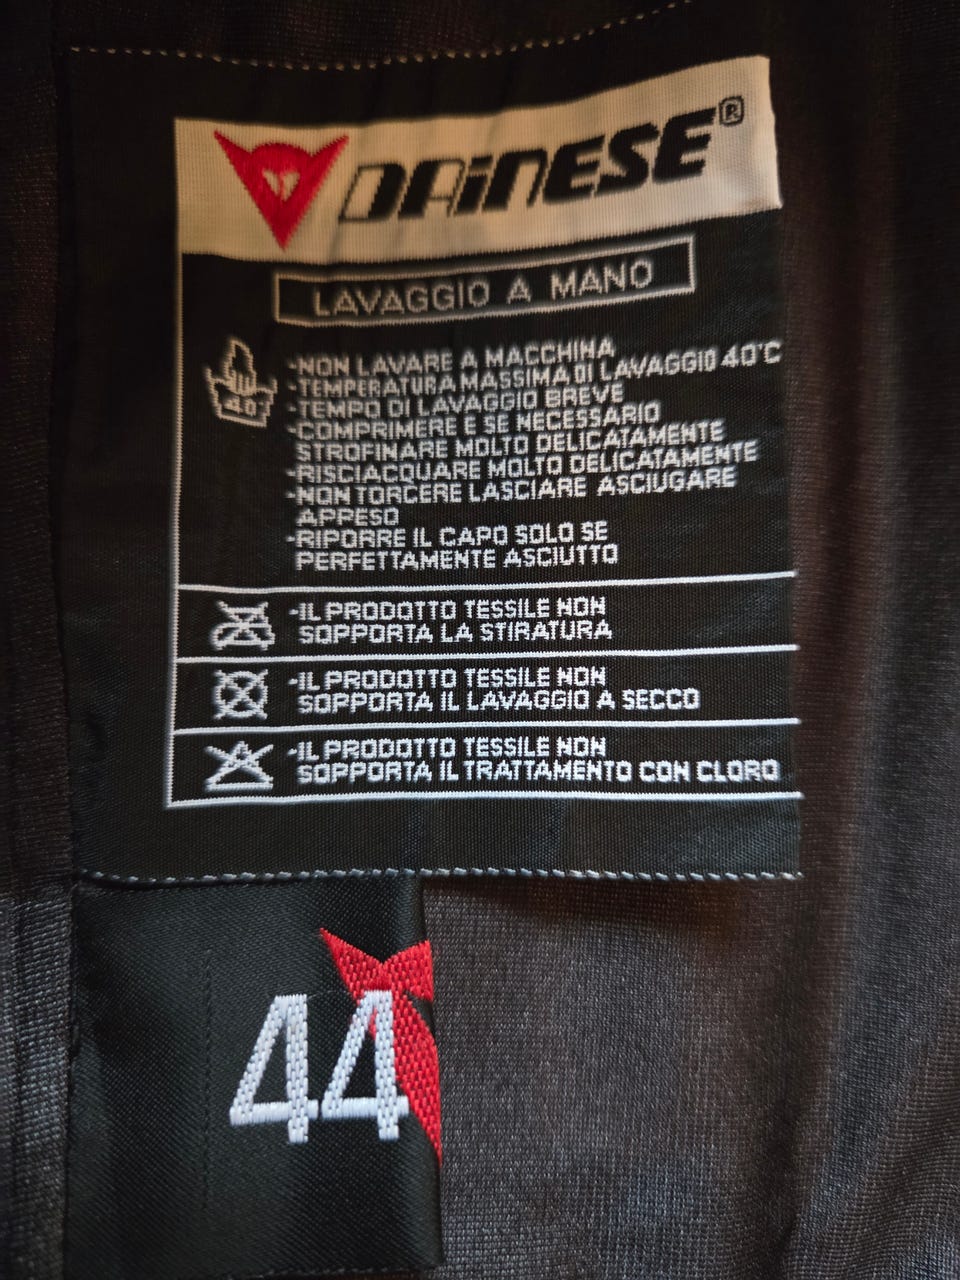 DAiNESE®
LAVAGGIO A MANO
-NON LAVARE A MACCHINA
-TEMPERATURA MASSIMA DI LAVAGGIO 40°C
-TEMPO DI LAVAGGIO BREVE
-COMPRIMERE E SE NECESSARIO
STROFINARE MOLTO DELICATAMENTE
-RISCIACQUARE MOLTO DELICATAMENTE
-NON TORCERE LASCIARE ASCIUGARE
APPESO
-RIPORRE IL CAPO SOLO SE
PERFETTAMENTE ASCIUTTO
40
-IL PRODOTTO TESSILE NON
SOPPORTA LA STIRATURA
-IL PRODOTTO TESSILE NON
SOPPORTA IL LAVAGGIO A SECCO
-IL PRODOTTO TESSILE NON
SOPPORTA IL TRATTAMENTO CON CLORO
44